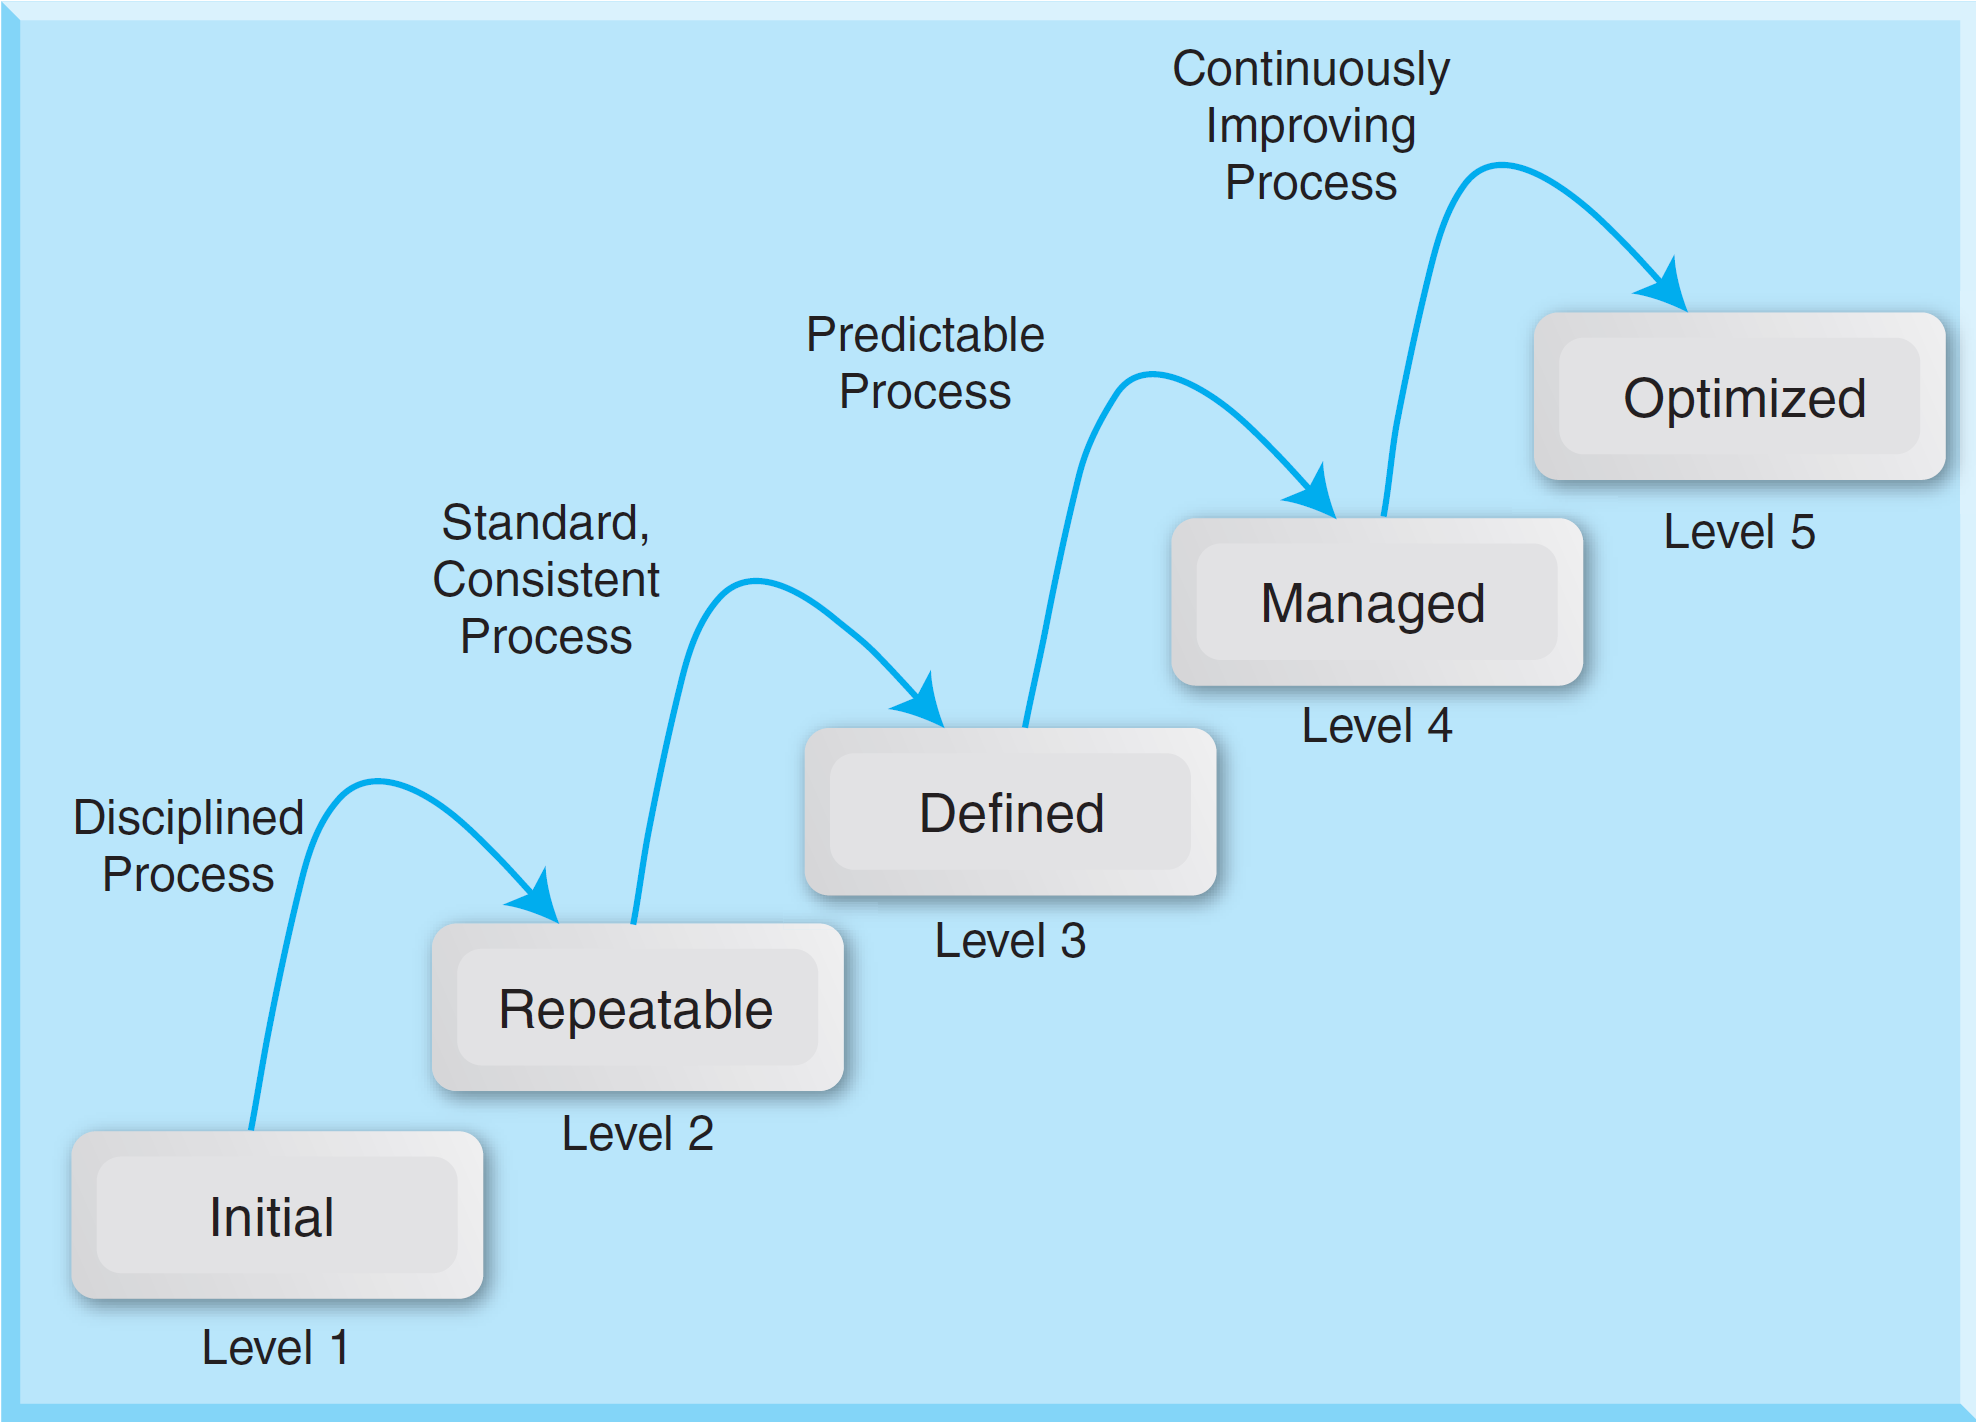 Continuously
Improving
Process
Predictable
Process
Optimized
Level 5
Standard,
Consistent
Process
Managed
Level 4
Disciplined
Process
Defined
Level 3
Repeatable
Level 2
Initial
Level 1